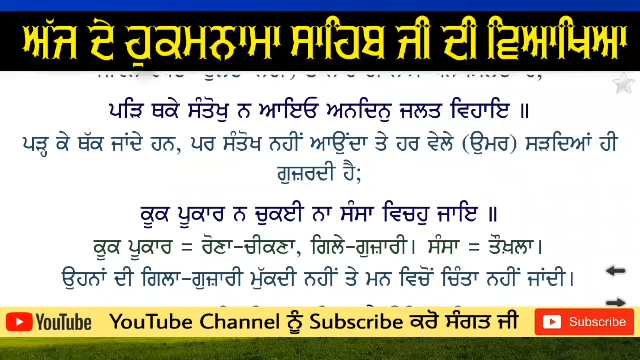 ਅੱਜ ਦੇ ਹੁਕਮਨਾਮਾ ਸਾਹਿਬ ਜੀ ਦੀ ਵਿਆਖਿਆ
ਪੜਿ ਥਕੇ ਸੰਤੋਖੁ ਨ ਆਇਓ ਅਨਦਿਨੁ ਜਲਤ ਵਿਹਾਇ ॥
ਪੜ੍ਹ ਕੇ ਥੱਕ ਜਾਂਦੇ ਹਨ, ਪਰ ਸੰਤੋਖ ਨਹੀਂ ਆਉਂਦਾ ਤੇ ਹਰ ਵੇਲੇ (ਉਮਰ) ਸੜਦਿਆਂ ਹੀ
ਗੁਜ਼ਰਦੀ ਹੈ;
ਕੂਕ ਪੂਕਾਰ ਨ ਚੁਕਈ ਨਾ ਸੰਸਾ ਵਿਚਹੁ ਜਾਇ ॥
ਕੂਕ ਪੂਕਾਰ = ਰੋਣਾ-ਚੀਕਣਾ, ਗਿਲੇ-ਗੁਜ਼ਾਰੀ। ਸੰਸਾ = ਤੌਖ਼ਲਾ।
ਉਹਨਾਂ ਦੀ ਗਿਲਾ-ਗੁਜ਼ਾਰੀ ਮੁੱਕਦੀ ਨਹੀਂ ਤੇ ਮਨ ਵਿਚੋਂ ਚਿੰਤਾ ਨਹੀਂ ਜਾਂਦੀ।
YouTube YouTube Channel ਨੂੰ Subscribe ਕਰੋ ਸੰਗਤ ਜੀ Subscribe